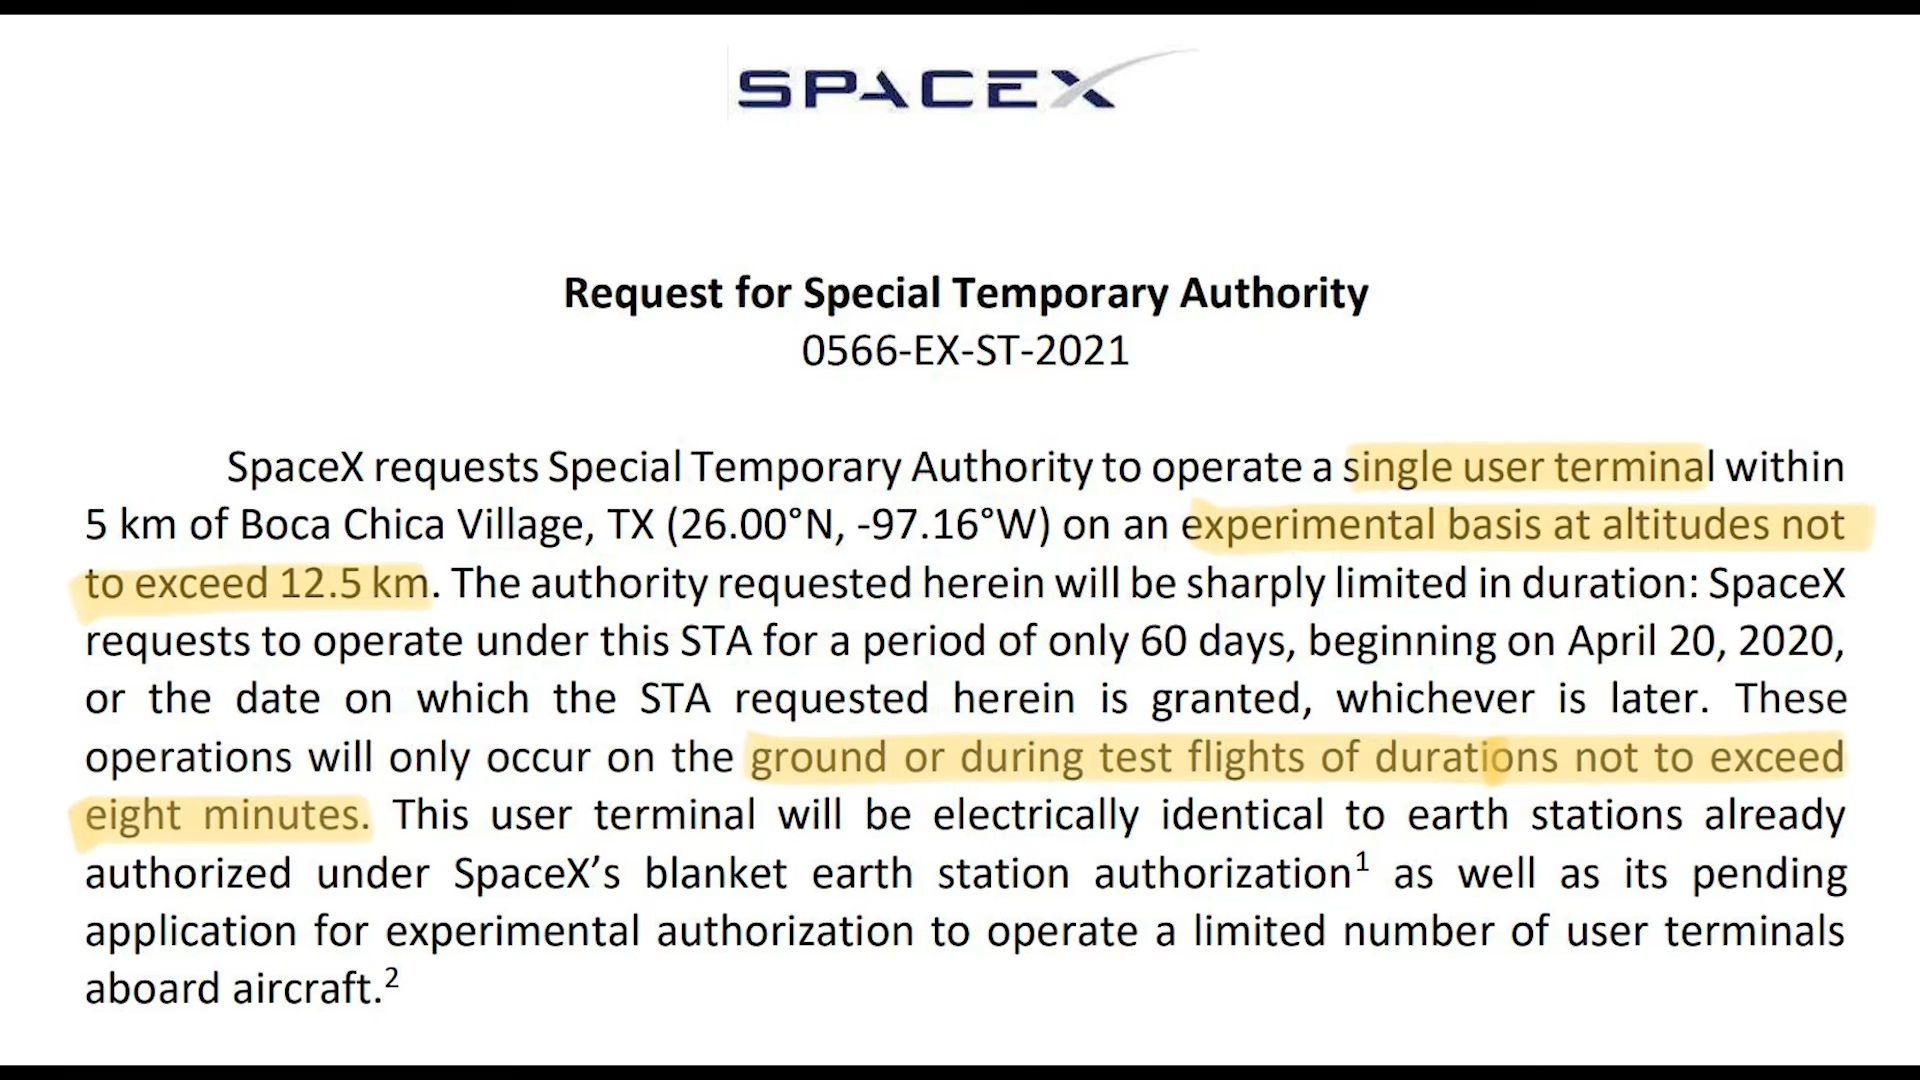 SPACEX
Request for Special Temporary Authority
0566-EX-ST-2021
SpaceX requests Special Temporary Authority to operate a single user terminal within
5 km of Boca Chica Village, TX (26.00°N, -97.16°W) on an experimental basis at altitudes not
to exceed 12.5 km. The authority requested herein will be sharply limited in duration: SpaceX
requests to operate under this STA for a period of only 60 days, beginning on April 20, 2020,
or the date on which the STA requested herein is granted, whichever is later. These
operations will only occur on the ground or during test flights of durations not to exceed
eight minutes. This user terminal will be electrically identical to earth stations already
authorized under SpaceX’s blanket earth station authorization¹ as well as its pending
application for experimental authorization to operate a limited number of user terminals
aboard aircraft.²